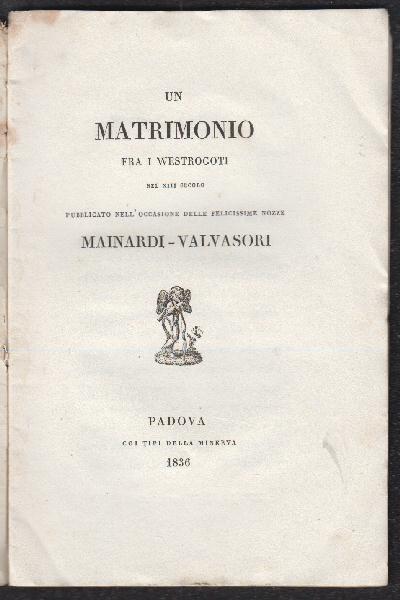 UN
MATRIMONIO
FRA I WESTROGOTI
NEL XIII SECOLO
PUBBLICATO NELL'OCCASIONE DELLE FELICISSIME NOZZE
MAINARDI-VALVASORI
PADOVA
COI TIPI DELLA MINERVA
1836